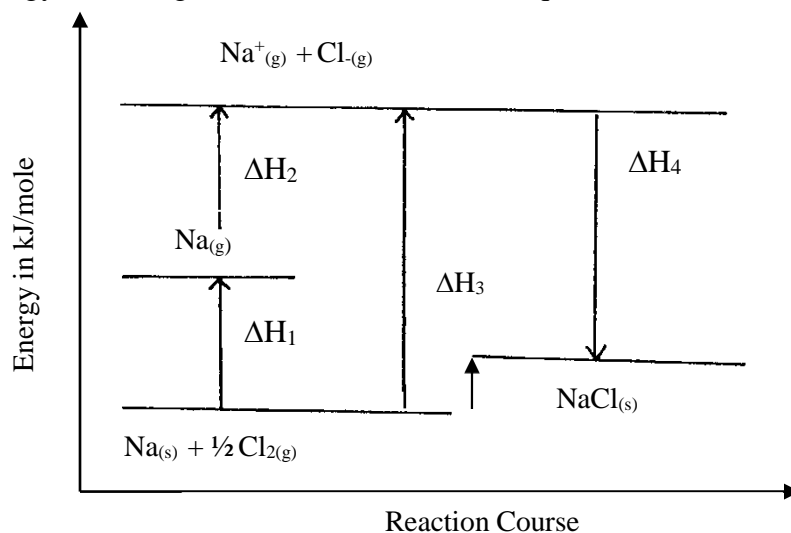 Na⁺(g) + Cl-(g)
ΔH₂
ΔH₄
Na(g)
ΔH₃
ΔH₁
NaCl(s)
Na(s) + ½ Cl₂(g)
Energy in kJ/mole
Reaction Course